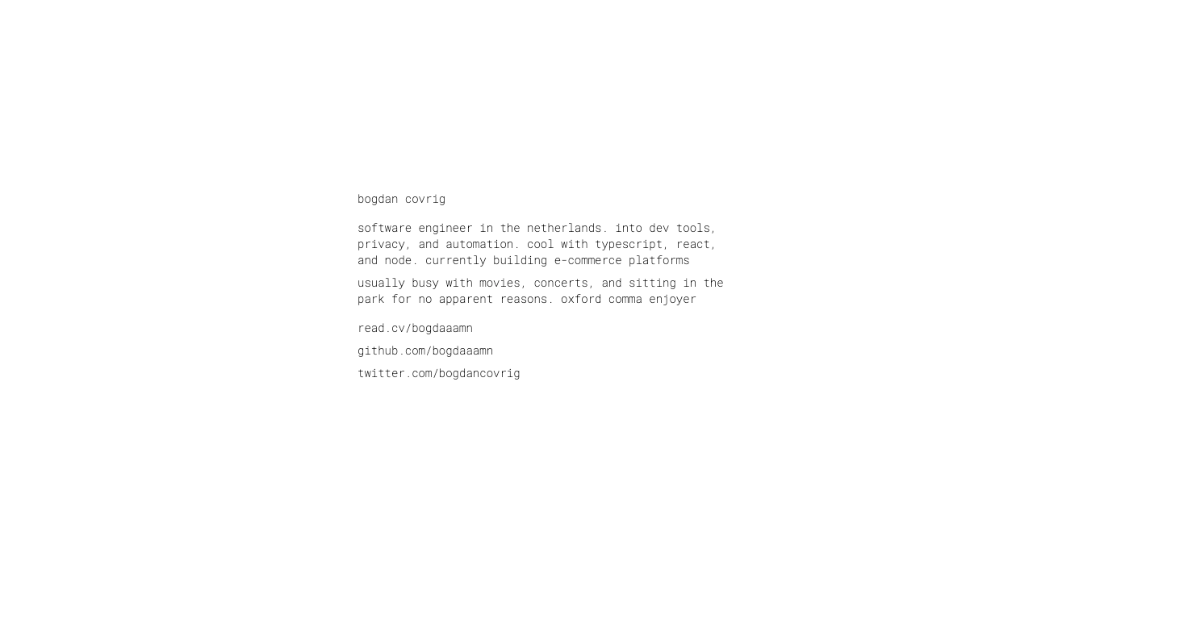 bogdan covrig
software engineer in the netherlands. into dev tools,
privacy, and automation. cool with typescript, react,
and node. currently building e-commerce platforms
usually busy with movies, concerts, and sitting in the
park for no apparent reasons. oxford comma enjoyer
read.cv/bogdaaamn
github.com/bogdaaamn
twitter.com/bogdancovrig